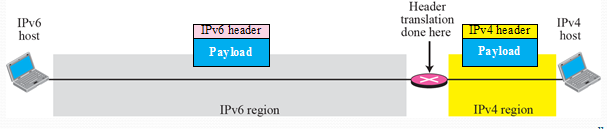 IPv6
host
IPv6 header
Payload
Header
translation
done here
IPv4 header
Payload
IPv4
host
IPv6 region
IPv4 region